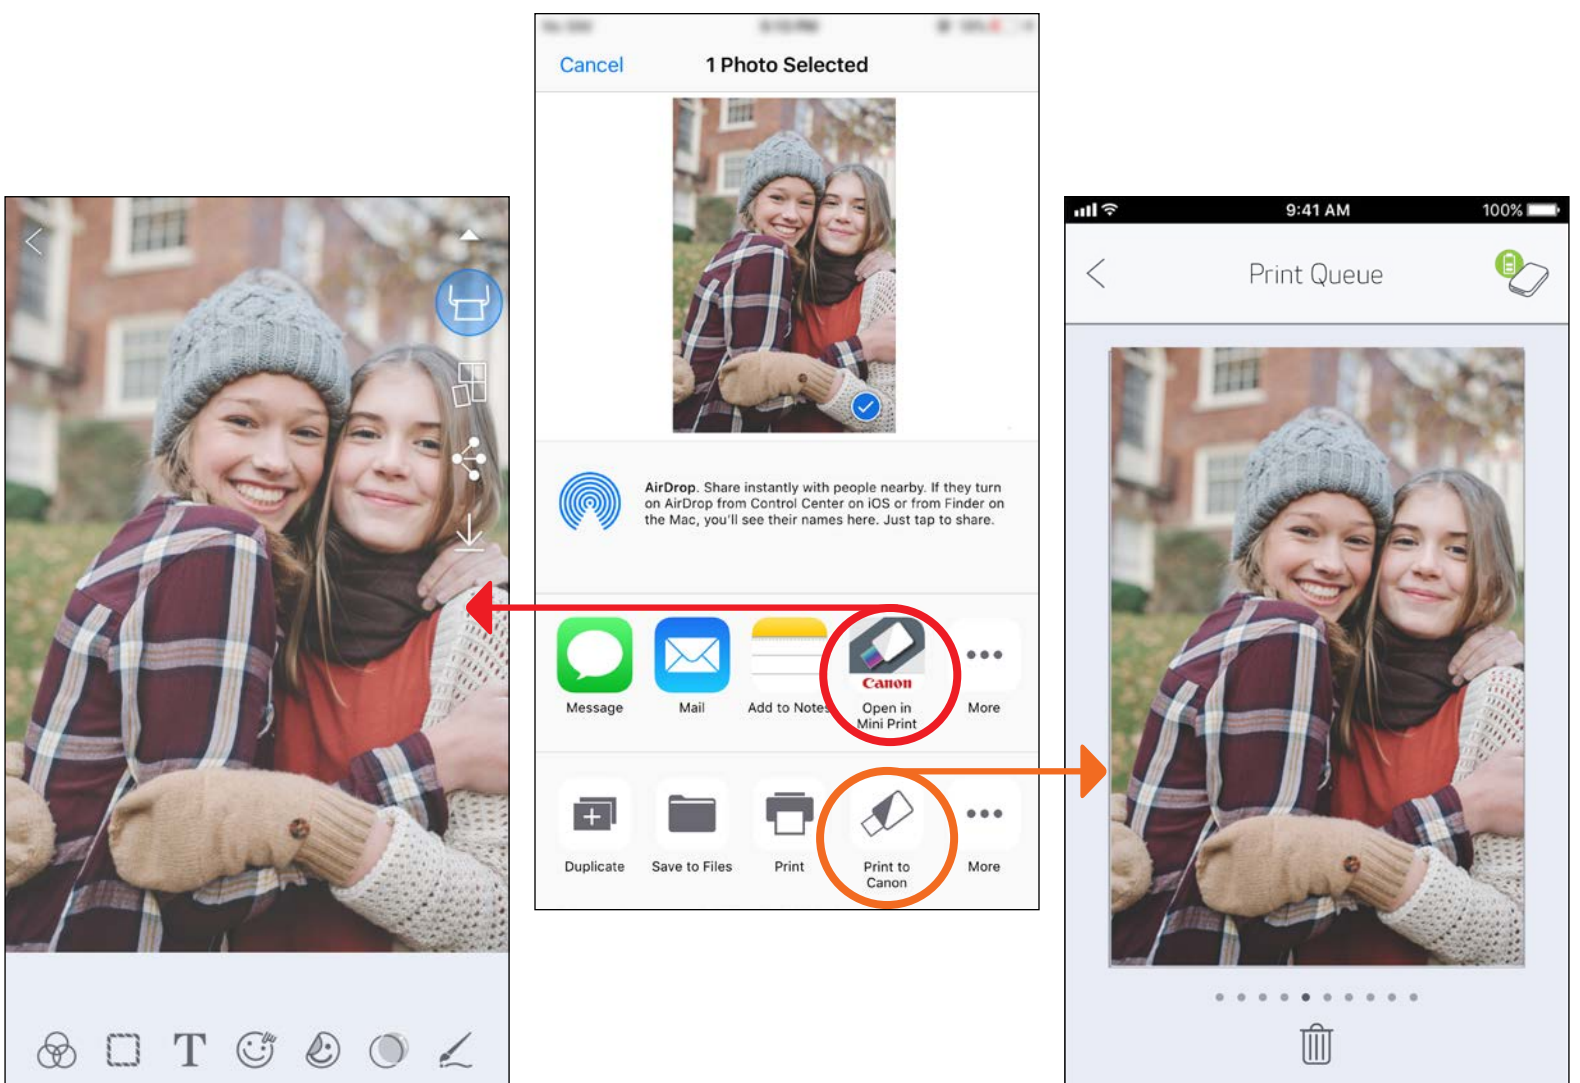 Cancel
1 Photo Selected
AirDrop. Share instantly with people nearby. If they turn
on AirDrop from Control Center on iOS or from Finder on
the Mac, you'll see their names here. Just tap to share.
Canon
Message
Mail
Add to Notes
Open in
Mini Print
More
Duplicate
Save to Files
Print
Print to
Canon
More
T
9:41 AM
100%
Print Queue